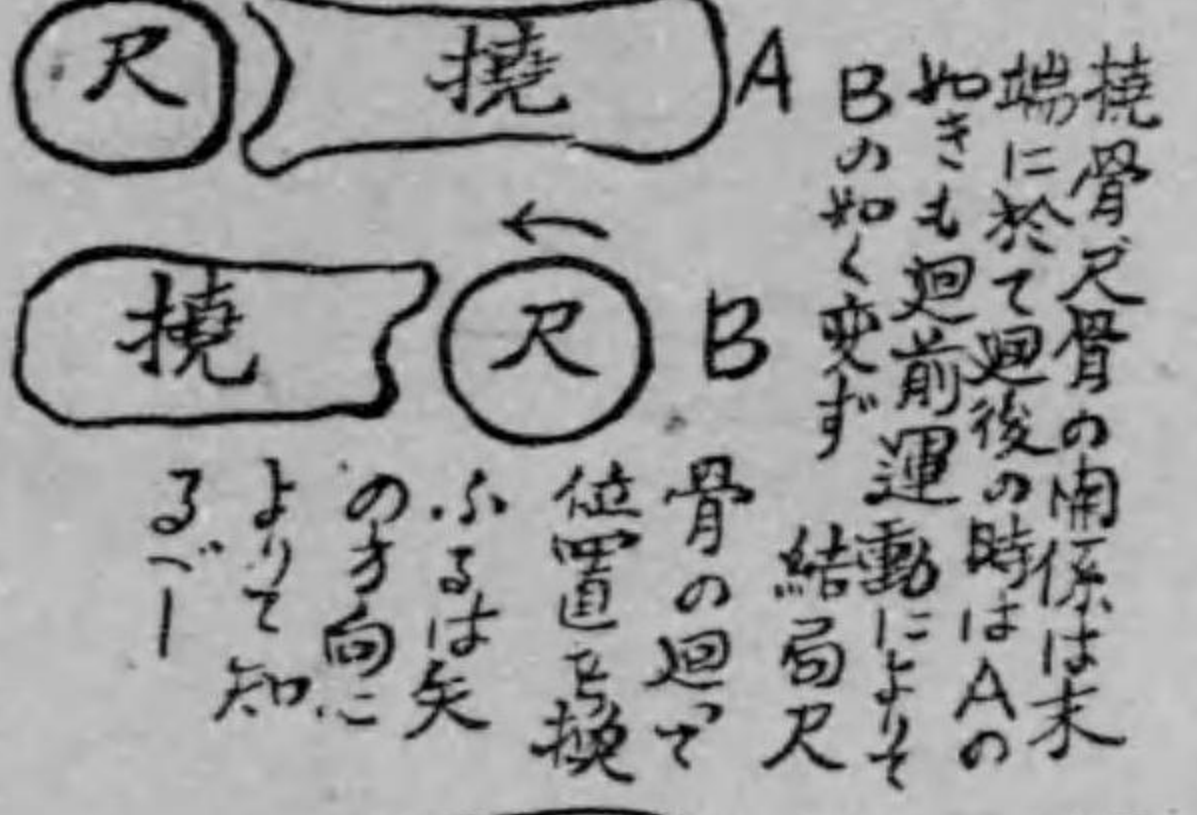 撓骨尺骨の関係は末
端に於て廻後の時はAの
如きも廻前運動によりて
Bの如く変ず
結局尺
骨の廻つて
位置を換
ふるは矢
の方向に
よりて知
るべし
尺
撓
A
撓
尺
B